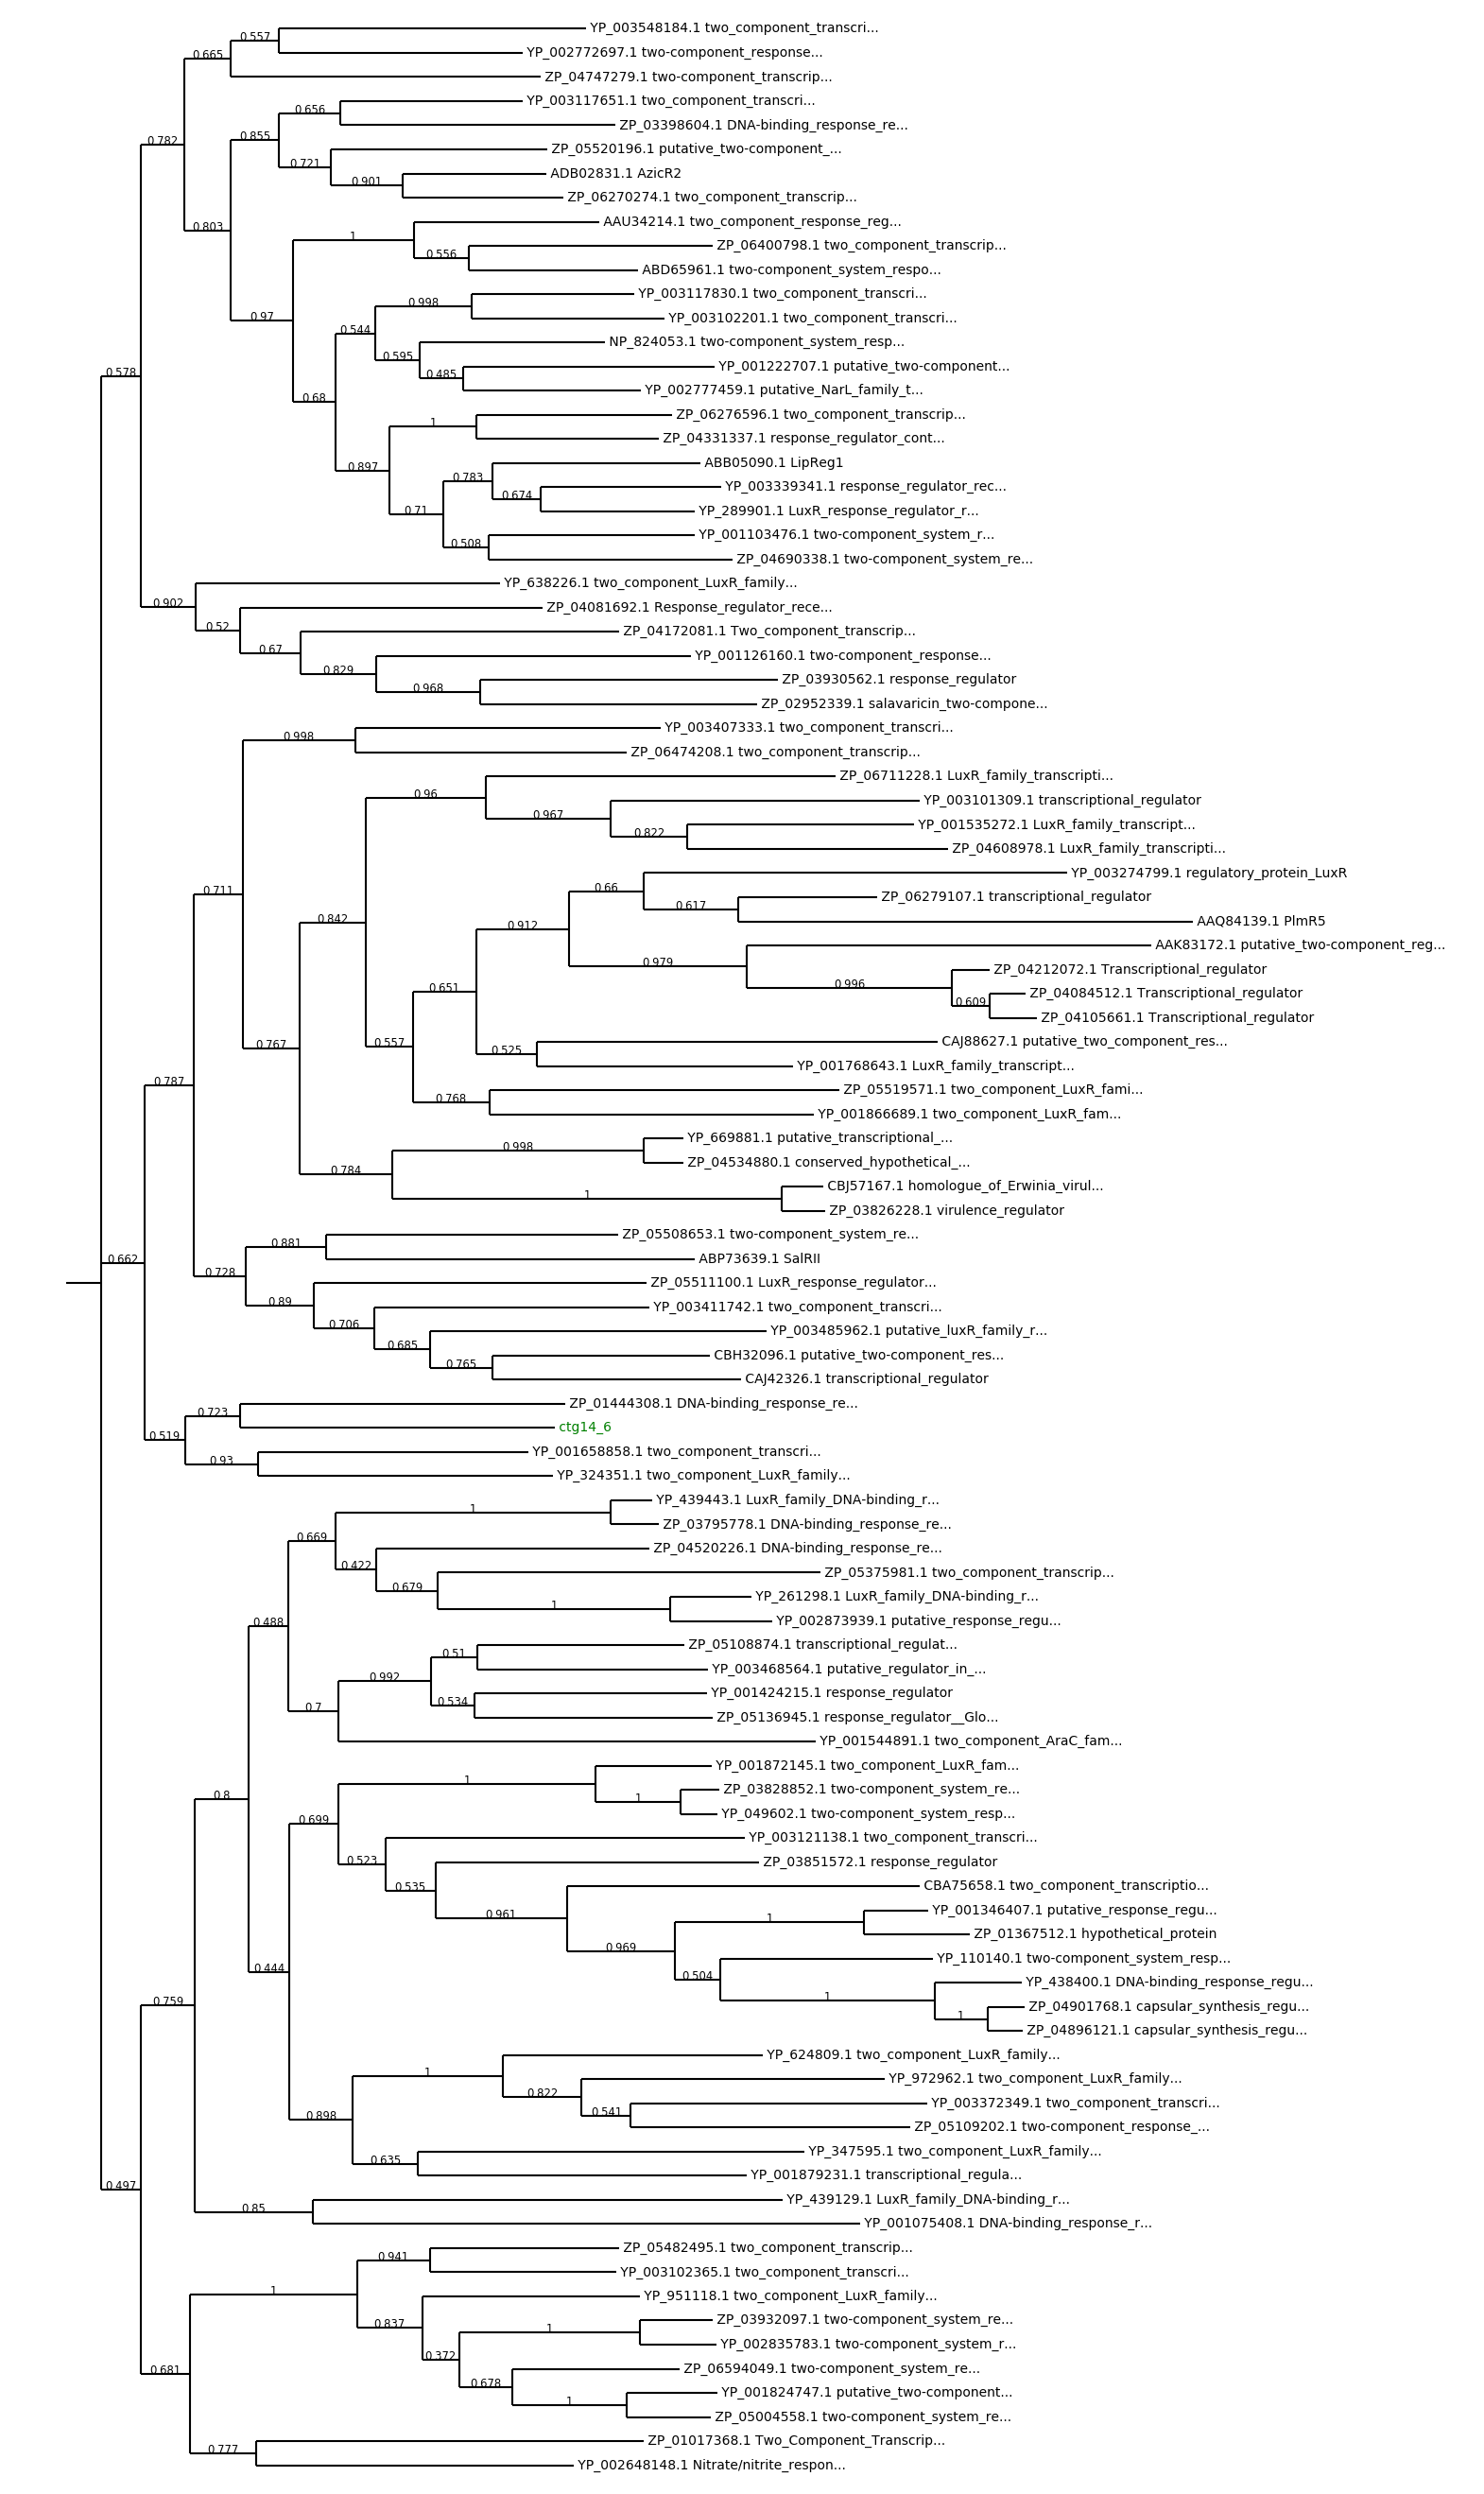 YP_003548184.1 two_component_transcri...
0.557
0.665
YP_002772697.1 two-component_response...
ZP_04747279.1 two-component_transcrip...
YP_003117651.1 two_component_transcri...
0.656
ZP_03398604.1 DNA-binding_response_re...
0.855
0.782
ZP_05520196.1 putative_two-component_...
0.721
ADB02831.1 AzicR2
0.901
ZP_06270274.1 two_component_transcrip...
AAU34214.1 two_component_response_reg...
0.803
1
ZP_06400798.1 two_component_transcrip...
0.556
ABD65961.1 two-component_system_respo...
YP_003117830.1 two_component_transcri...
0.998
0.97
YP_003102201.1 two_component_transcri...
0.544
NP_824053.1 two-component_system_resp...
0.595
YP_001222707.1 putative_two-component...
0.578
0.485
YP_002777459.1 putative_NarL_family_t...
0.68
ZP_06276596.1 two_component_transcrip...
1
ZP_04331337.1 response_regulator_cont...
ABB05090.1 LipReg1
0.897
0.783
YP_003339341.1 response_regulator_rec...
0.674
0.71
YP_289901.1 LuxR_response_regulator_r...
YP_001103476.1 two-component_system_r...
0.508
ZP_04690338.1 two-component_system_re...
YP_638226.1 two_component_LuxR_family...
0.902
ZP_04081692.1 Response_regulator_rece...
0.52
ZP_04172081.1 Two_component_transcrip...
0.67
YP_001126160.1 two-component_response...
0.829
ZP_03930562.1 response_regulator
0.968
ZP_02952339.1 salavaricin_two-compone...
YP_003407333.1 two_component_transcri...
0.998
ZP_06474208.1 two_component_transcrip...
ZP_06711228.1 LuxR_family_transcripti...
0.96
YP_003101309.1 transcriptional_regulator
0.967
YP_001535272.1 LuxR_family_transcript...
0.822
ZP_04608978.1 LuxR_family_transcripti...
YP_003274799.1 regulatory_protein_LuxR
0.66
0.711
ZP_06279107.1 transcriptional_regulator
0.617
0.842
AAQ84139.1 PlmR5
0.912
AAK83172.1 putative_two-component_reg...
0.979
ZP_04212072.1 Transcriptional_regulator
0.996
0.651
ZP_04084512.1 Transcriptional_regulator
0.609
ZP_04105661.1 Transcriptional_regulator
CAJ88627.1 putative_two_component_res...
0.767
0.557
0.525
YP_001768643.1 LuxR_family_transcript...
0.787
ZP_05519571.1 two_component_LuxR_fami...
0.768
YP_001866689.1 two_component_LuxR_fam...
YP_669881.1 putative_transcriptional_...
0.998
ZP_04534880.1 conserved_hypothetical_...
0.784
CBJ57167.1 homologue_of_Erwinia_virul...
1
ZP_03826228.1 virulence_regulator
ZP_05508653.1 two-component_system_re...
0.881
0.662
ABP73639.1 SalRII
0.728
ZP_05511100.1 LuxR_response_regulator...
0.89
YP_003411742.1 two_component_transcri...
0.706
YP_003485962.1 putative_luxR_family_r...
0.685
CBH32096.1 putative_two-component_res...
0.765
CAJ42326.1 transcriptional_regulator
ZP_01444308.1 DNA-binding_response_re...
0.723
ctg14_6
0.519
YP_001658858.1 two_component_transcri...
0.93
YP_324351.1 two_component_LuxR_family...
YP_439443.1 LuxR_family_DNA-binding_r...
1
ZP_03795778.1 DNA-binding_response_re...
0.669
ZP_04520226.1 DNA-binding_response_re...
0.422
ZP_05375981.1 two_component_transcrip...
0.679
YP_261298.1 LuxR_family_DNA-binding_r...
1
YP_002873939.1 putative_response_regu...
0.488
ZP_05108874.1 transcriptional_regulat...
0.51
YP_003468564.1 putative_regulator_in_...
0.992
YP_001424215.1 response_regulator
0.534
0.7
ZP_05136945.1 response_regulator__Glo...
YP_001544891.1 two_component_AraC_fam...
YP_001872145.1 two_component_LuxR_fam...
1
ZP_03828852.1 two-component_system_re...
0.8
1
YP_049602.1 two-component_system_resp...
0.699
YP_003121138.1 two_component_transcri...
0.523
ZP_03851572.1 response_regulator
0.535
CBA75658.1 two_component_transcriptio...
0.961
YP_001346407.1 putative_response_regu...
1
ZP_01367512.1 hypothetical_protein
0.969
YP_110140.1 two-component_system_resp...
0.444
0.504
YP_438400.1 DNA-binding_response_regu...
0.759
1
ZP_04901768.1 capsular_synthesis_regu...
1
ZP_04896121.1 capsular_synthesis_regu...
YP_624809.1 two_component_LuxR_family...
1
YP_972962.1 two_component_LuxR_family...
0.822
YP_003372349.1 two_component_transcri...
0.541
0.898
ZP_05109202.1 two-component_response_...
YP_347595.1 two_component_LuxR_family...
0.635
YP_001879231.1 transcriptional_regula...
0.497
YP_439129.1 LuxR_family_DNA-binding_r...
0.85
YP_001075408.1 DNA-binding_response_r...
ZP_05482495.1 two_component_transcrip...
0.941
YP_003102365.1 two_component_transcri...
1
YP_951118.1 two_component_LuxR_family...
ZP_03932097.1 two-component_system_re...
0.837
1
YP_002835783.1 two-component_system_r...
0.372
ZP_06594049.1 two-component_system_re...
0.681
0.678
YP_001824747.1 putative_two-component...
1
ZP_05004558.1 two-component_system_re...
ZP_01017368.1 Two_Component_Transcrip...
0.777
YP_002648148.1 Nitrate/nitrite_respon...